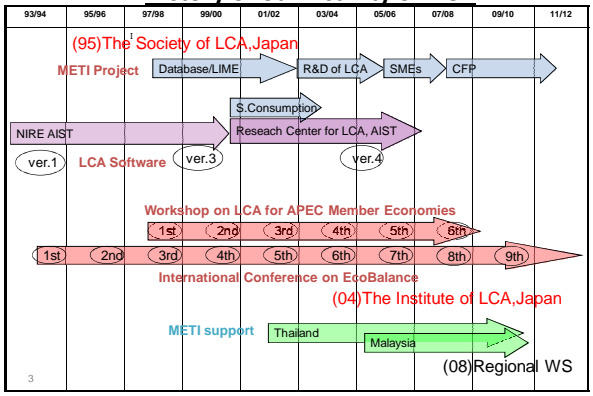 93/94 95/96 97/98 99/00 01/02 03/04 05/06 07/08 09/10 11/12
(95)The Society of LCA,Japan
METI Project Database/LIME R&D of LCA SMEs CFP
S.Consumption
NIRE AIST Reseach Center for LCA, AIST
ver.1 LCA Software ver.3 ver.4
Workshop on LCA for APEC Member Economies
1st 2nd 3rd 4th 5th 6th
1st 2nd 3rd 4th 5th 6th 7th 8th 9th
International Conference on EcoBalance
(04)The Institute of LCA,Japan
METI support Thailand
Malaysia
(08)Regional WS
3